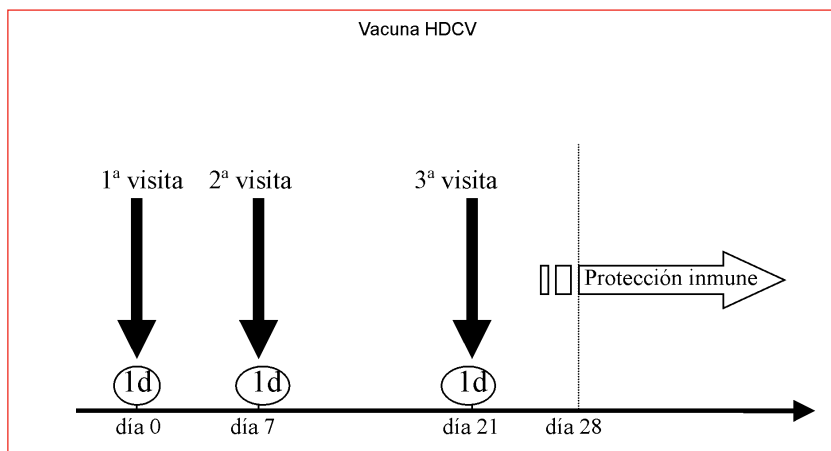 Vacuna HDCV
1ª visita 2ª visita 3ª visita
Protección inmune
1d 1d 1d
día 0 día 7 día 21 día 28